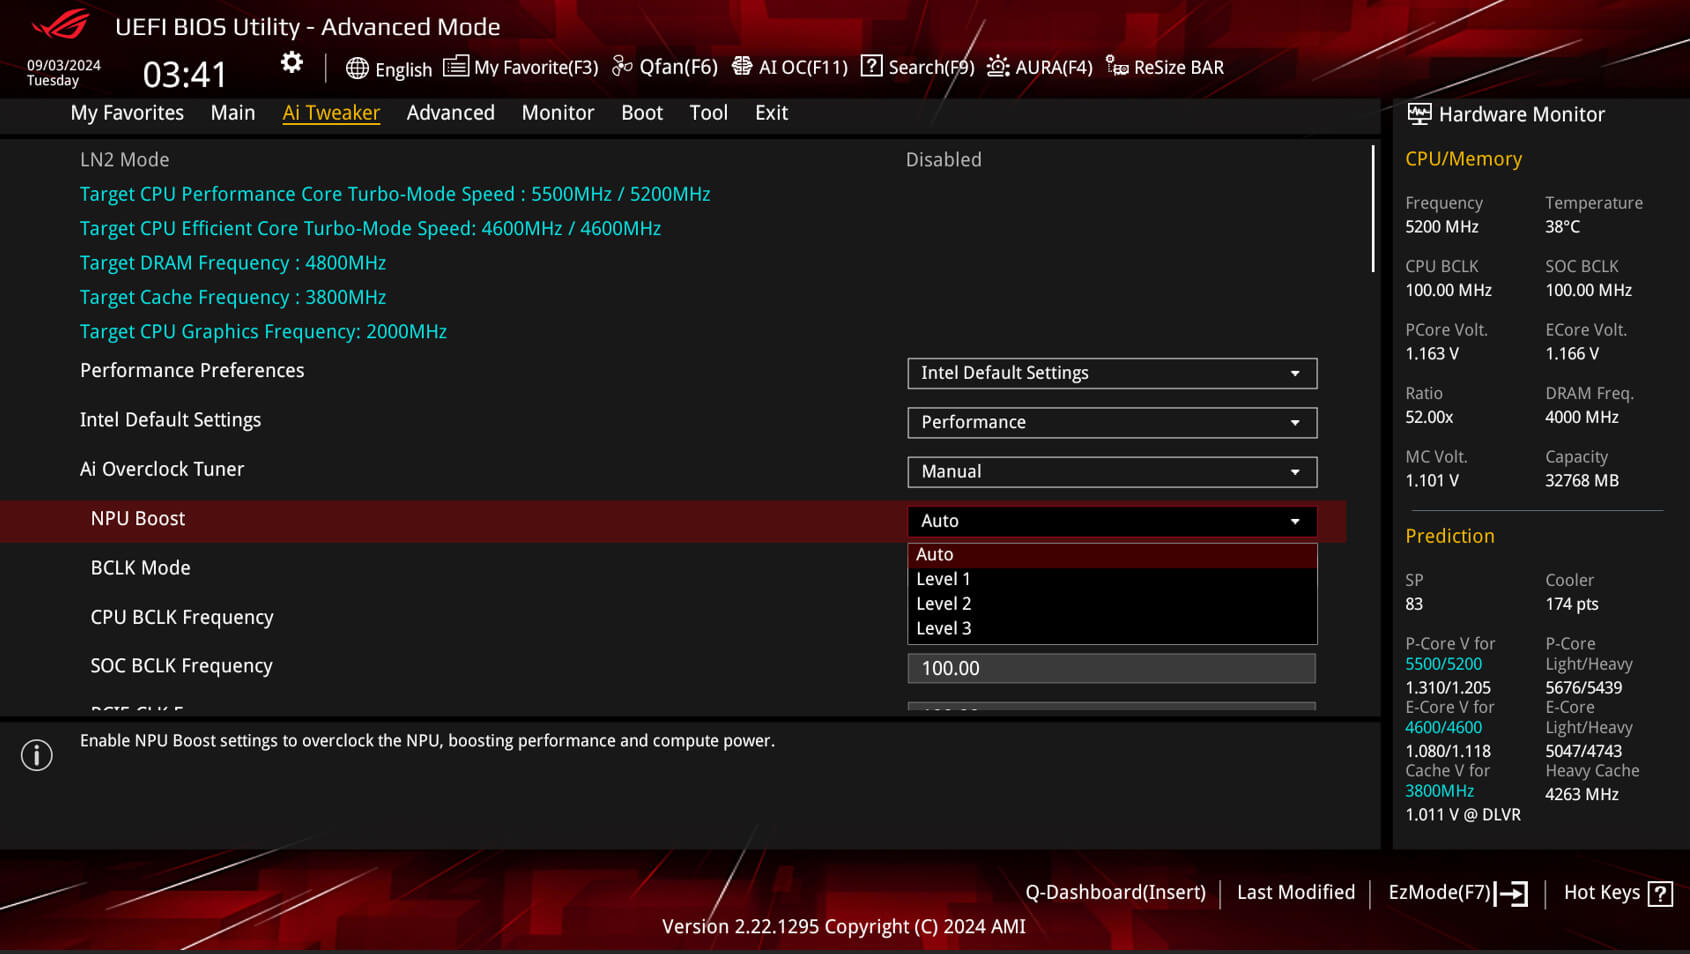 UEFI BIOS Utility - Advanced Mode
09/03/2024
Tuesday
03:41
English
My Favorite(F3)
Qfan(F6)
AI OC(F11)
Search(F9)
AURA(F4)
ReSize BAR
My Favorites Main Ai Tweaker Advanced Monitor Boot Tool Exit
LN2 Mode Disabled
Target CPU Performance Core Turbo-Mode Speed : 5500MHz / 5200MHz
Target CPU Efficient Core Turbo-Mode Speed: 4600MHz / 4600MHz
Target DRAM Frequency : 4800MHz
Target Cache Frequency : 3800MHz
Target CPU Graphics Frequency: 2000MHz
Performance Preferences Intel Default Settings
Intel Default Settings Performance
Ai Overclock Tuner Manual
NPU Boost Auto
Auto
Level 1
Level 2
Level 3
BCLK Mode
CPU BCLK Frequency
SOC BCLK Frequency 100.00
Enable NPU Boost settings to overclock the NPU, boosting performance and compute power.
Hardware Monitor
CPU/Memory
Frequency Temperature
5200 MHz 38°C
CPU BCLK SOC BCLK
100.00 MHz 100.00 MHz
PCore Volt. ECore Volt.
1.163 V 1.166 V
Ratio DRAM Freq.
52.00x 4000 MHz
MC Volt. Capacity
1.101 V 32768 MB
Prediction
SP Cooler
83 174 pts
P-Core V for P-Core
5500/5200 Light/Heavy
1.310/1.205 5676/5439
E-Core V for E-Core
4600/4600 Light/Heavy
1.080/1.118 5047/4743
Cache V for Heavy Cache
3800MHz 4263 MHz
1.011 V @ DLVR
Q-Dashboard(Insert) Last Modified EzMode(F7) Hot Keys ?
Version 2.22.1295 Copyright (C) 2024 AMI